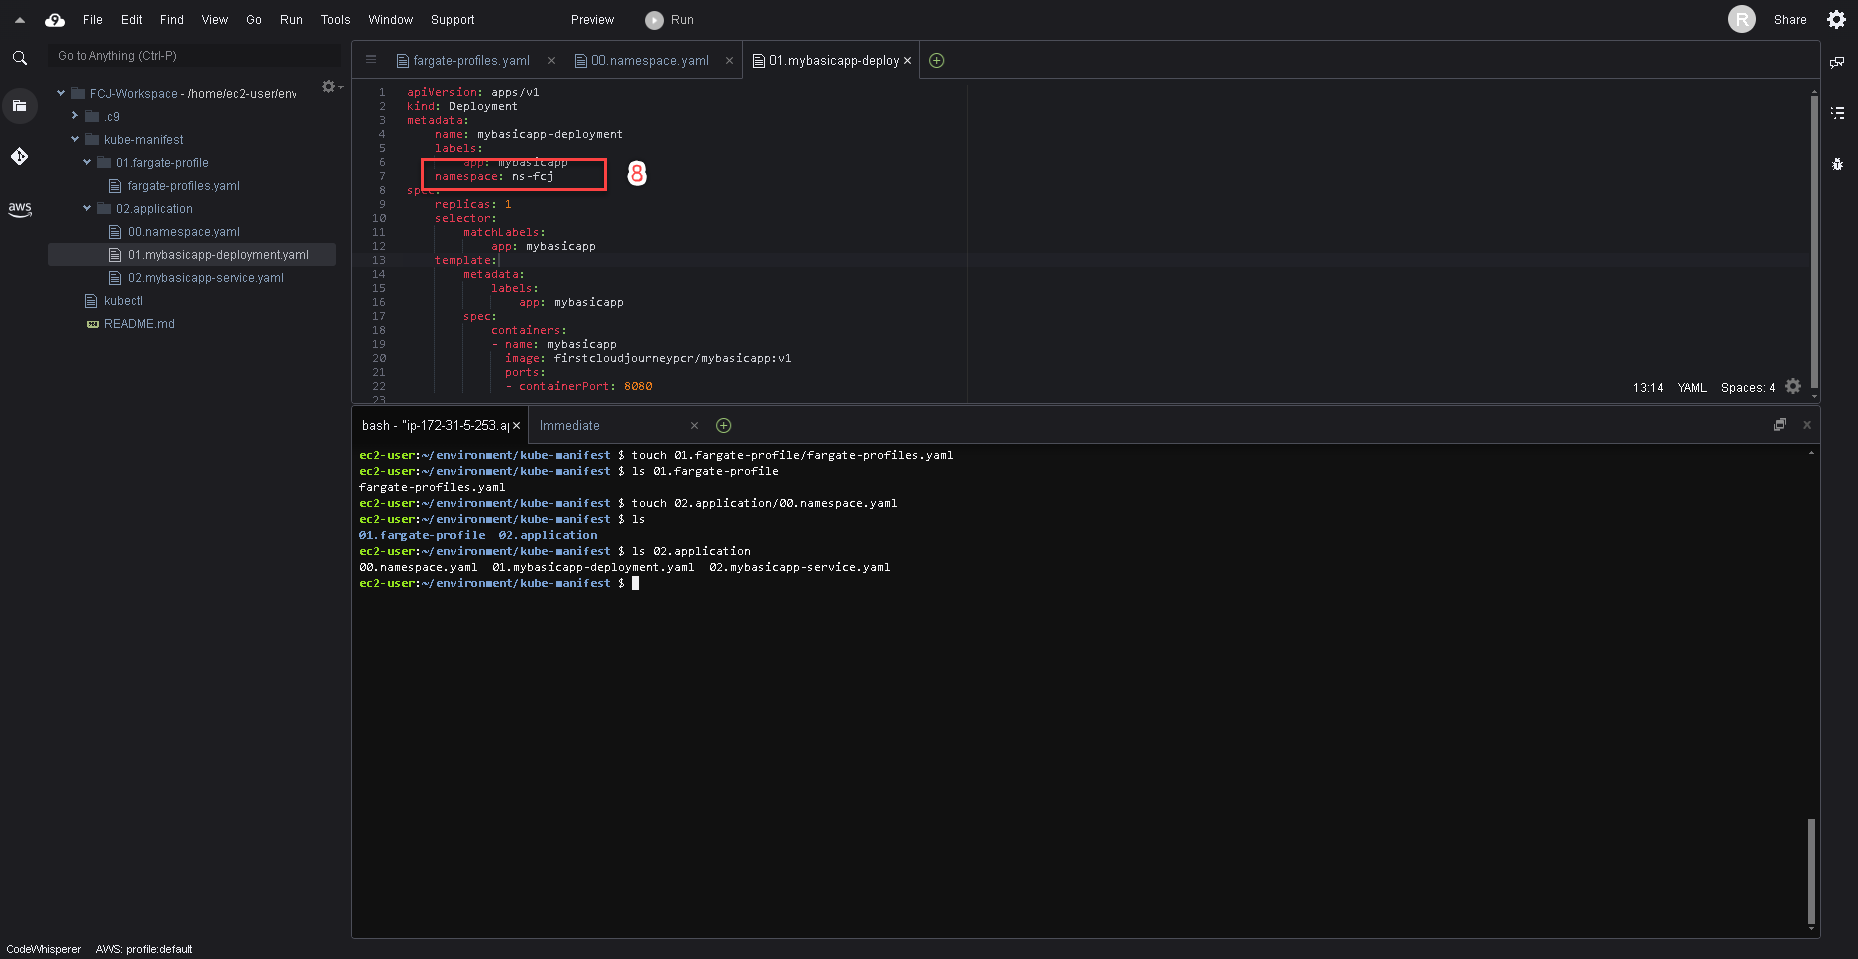 File Edit Find View Go Run Tools Window Support Preview Run R Share
Go to Anything (Ctrl-P)
FCJ-Workspace - /home/ec2-user/env
.c9
kube-manifest
01.fargate-profile
fargate-profiles.yaml
02.application
00.namespace.yaml
01.mybasicapp-deployment.yaml
02.mybasicapp-service.yaml
kubectl
README.md
aws
fargate-profiles.yaml 00.namespace.yaml 01.mybasicapp-deploy
1 apiVersion: apps/v1
2 kind: Deployment
3 metadata:
4 name: mybasicapp-deployment
5 labels:
6 app: mybasicapp
7 namespace: ns-fcj
8
8 spec:
9 replicas: 1
10 selector:
11 matchLabels:
12 app: mybasicapp
13 template:
14 metadata:
15 labels:
16 app: mybasicapp
17 spec:
18 containers:
19 - name: mybasicapp
20 image: firstcloudjourneypcr/mybasicapp:v1
21 ports:
22 - containerPort: 8080
23
13:14 YAML Spaces: 4
bash - "ip-172-31-5-253.ap Immediate
ec2-user:~/environment/kube-manifest $ touch 01.fargate-profile/fargate-profiles.yaml
ec2-user:~/environment/kube-manifest $ ls 01.fargate-profile
fargate-profiles.yaml
ec2-user:~/environment/kube-manifest $ touch 02.application/00.namespace.yaml
ec2-user:~/environment/kube-manifest $ ls
01.fargate-profile 02.application
ec2-user:~/environment/kube-manifest $ ls 02.application
00.namespace.yaml 01.mybasicapp-deployment.yaml 02.mybasicapp-service.yaml
ec2-user:~/environment/kube-manifest $
CodeWhisperer AWS: profile:default